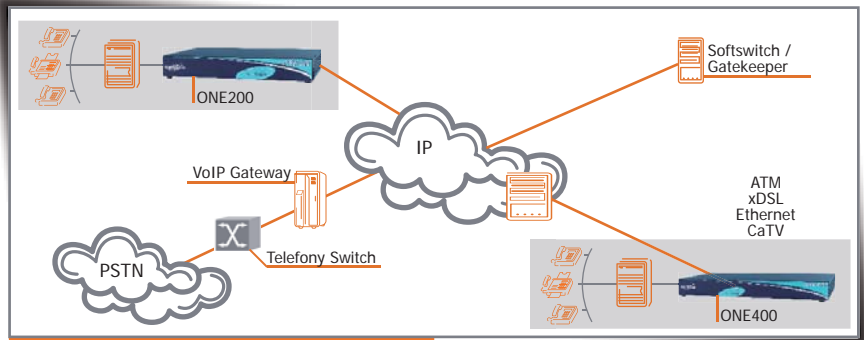 Softswitch /
Gatekeeper
ONE200
IP
VoIP Gateway
ATM
xDSL
Ethernet
CaTV
Telefony Switch
PSTN
ONE400